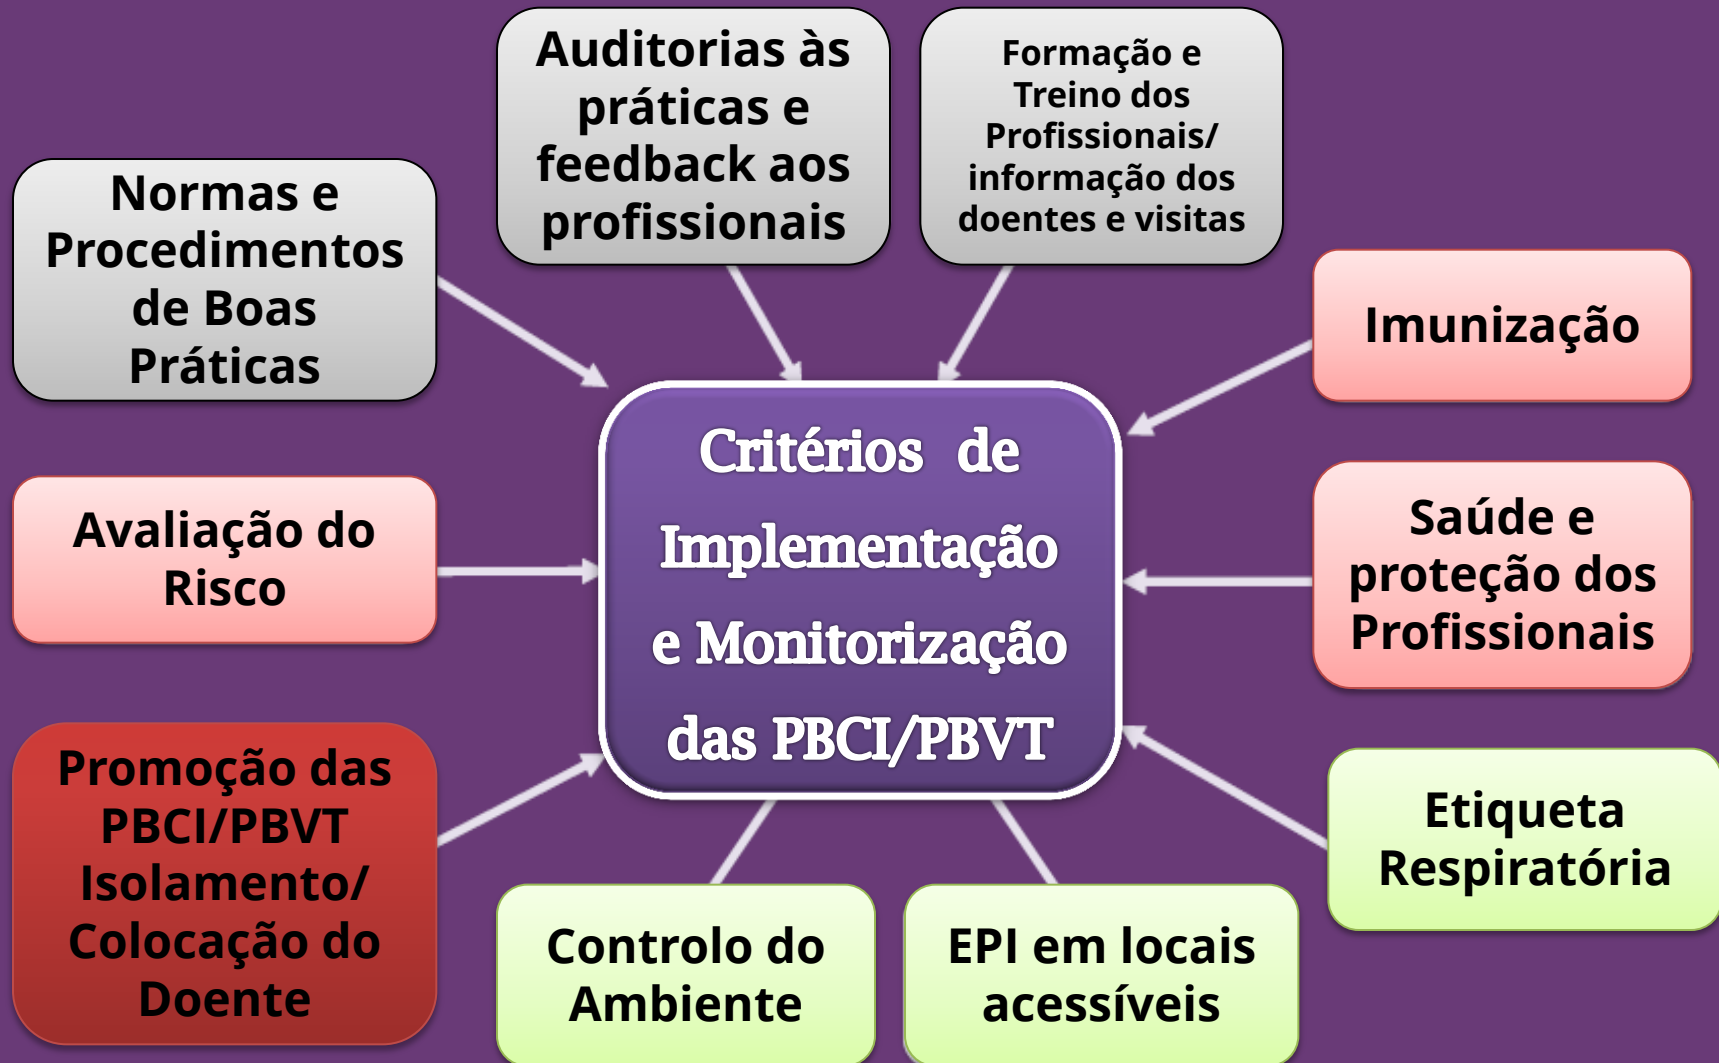 Auditorias às
práticas e
feedback aos
profissionais
Formação e
Treino dos
Profissionais/
informação dos
doentes e visitas
Normas e
Procedimentos
de Boas
Práticas
Imunização
Critérios de
Implementação
e Monitorização
das PBCI/PBVT
Avaliação do
Risco
Saúde e
proteção dos
Profissionais
Promoção das
PBCI/PBVT
Isolamento/
Colocação do
Doente
Etiqueta
Respiratória
Controlo do
Ambiente
EPI em locais
acessíveis